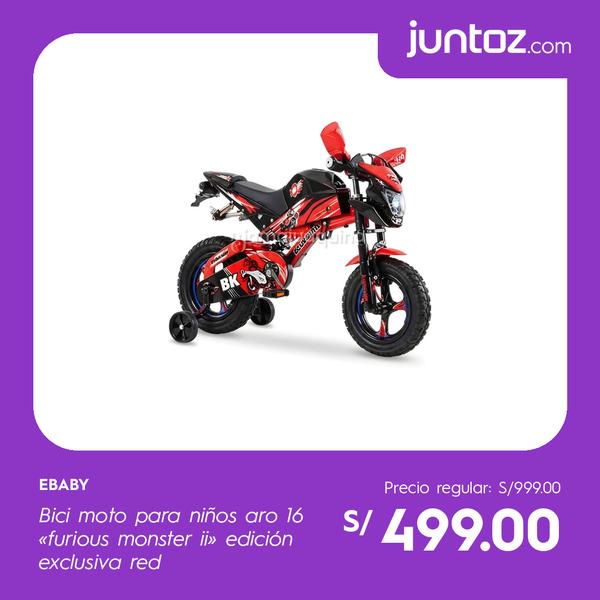 juntoz.com
BK
EBABY
Bici moto para niños aro 16
«furious monster ii» edición
exclusiva red
Precio regular: S/999.00
S/ 499.00